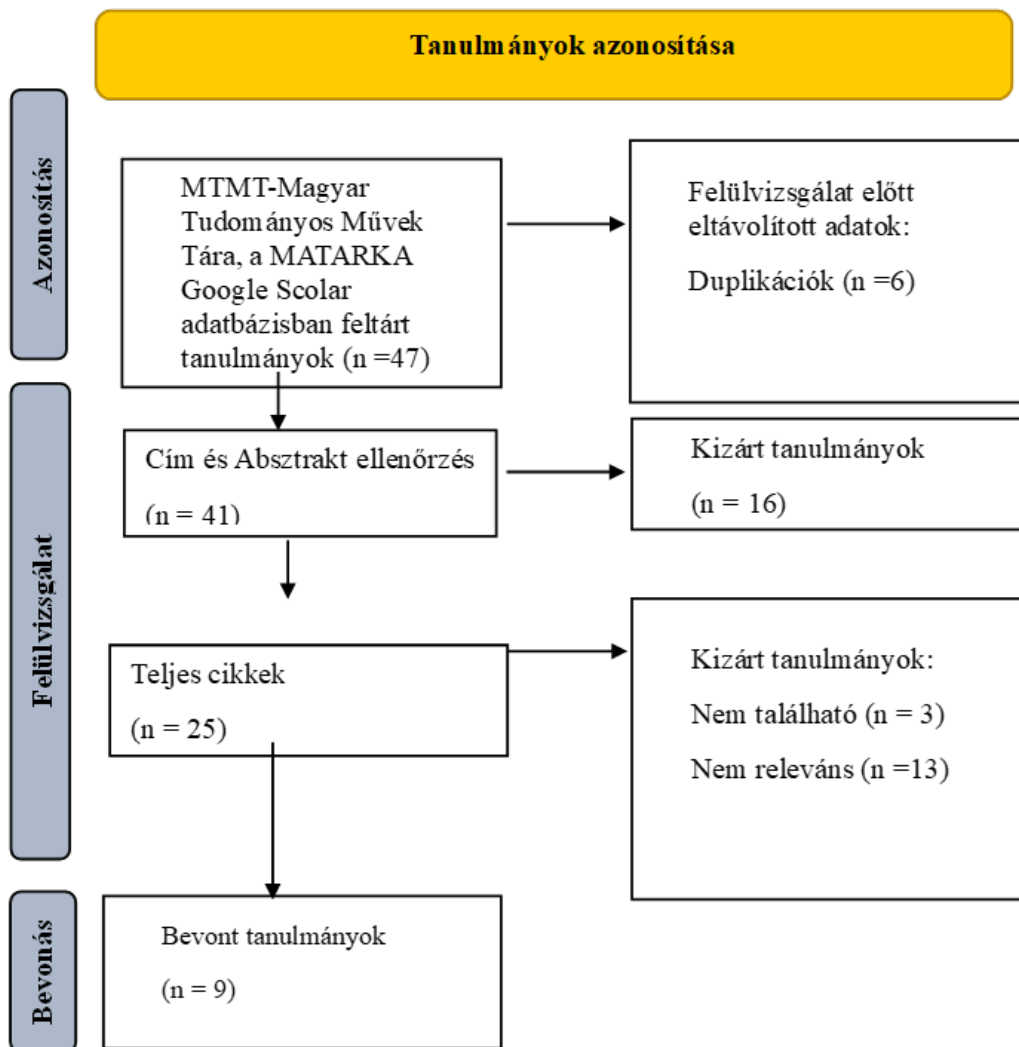 Tanulmányok azonosítása
Azonosítás
MTMT-Magyar
Tudományos Művek
Tára, a MATARKA
Google Scolar
adatbázisban feltárt
tanulmányok (n =47)
Felülvizsgálat előtt
eltávolított adatok:
Duplikációk (n =6)
Felülvizsgálat
Cím és Absztrakt ellenőrzés
(n = 41)
Kizárt tanulmányok
(n = 16)
Teljes cikkek
(n = 25)
Kizárt tanulmányok:
Nem található (n = 3)
Nem releváns (n =13)
Bevonás
Bevont tanulmányok
(n = 9)